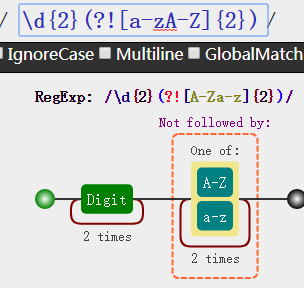 / \d{2}(?![a-zA-Z]{2}) /
IgnoreCase Multiline GlobalMatch
RegExp: /\d{2}(?![A-Za-z]{2})/
Not followed by:
One of:
A-Z
Digit
a-z
2 times
2 times